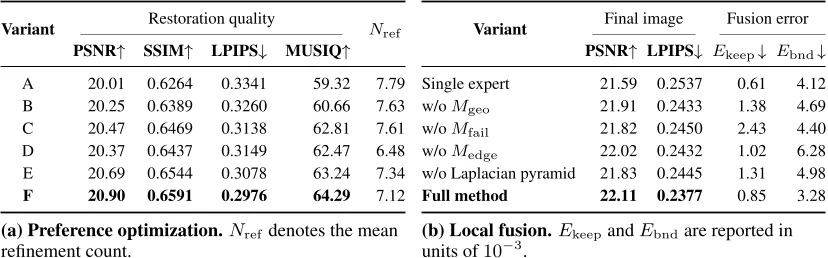 Variant Restoration quality N_ref
PSNR↑ SSIM↑ LPIPS↓ MUSIQ↑
A 20.01 0.6264 0.3341 59.32 7.79
B 20.25 0.6389 0.3260 60.66 7.63
C 20.47 0.6469 0.3138 62.81 7.61
D 20.37 0.6437 0.3149 62.47 6.48
E 20.69 0.6544 0.3078 63.24 7.34
F 20.90 0.6591 0.2976 64.29 7.12
(a) Preference optimization. N_ref denotes the mean
refinement count.
Variant Final image Fusion error
PSNR↑ LPIPS↓ E_keep↓ E_bnd↓
Single expert 21.59 0.2537 0.61 4.12
w/o M_geo 21.91 0.2433 1.38 4.69
w/o M_fail 21.82 0.2450 2.43 4.40
w/o M_edge 22.02 0.2432 1.02 6.28
w/o Laplacian pyramid 21.83 0.2445 1.31 4.98
Full method 22.11 0.2377 0.85 3.28
(b) Local fusion. E_keep and E_bnd are reported in
units of 10⁻³.